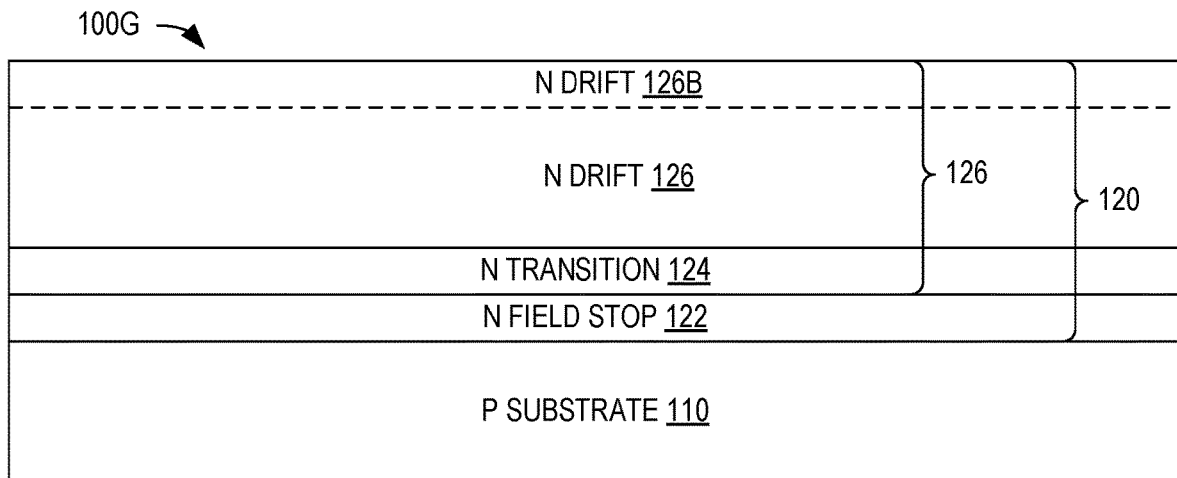 100G
N DRIFT 126B
N DRIFT 126
126
120
N TRANSITION 124
N FIELD STOP 122
P SUBSTRATE 110